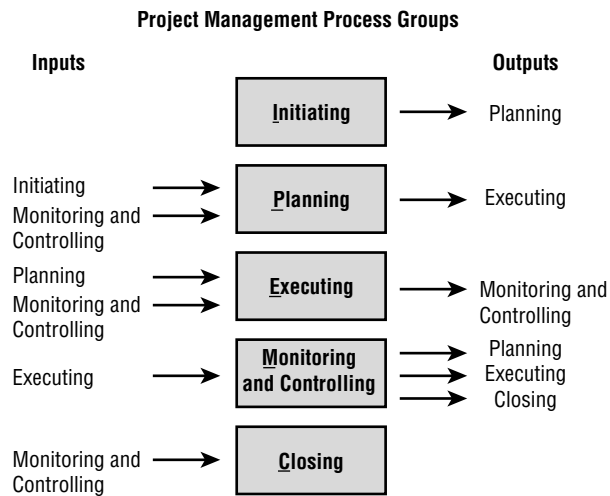 Project Management Process Groups
Inputs
Outputs
Initiating
Planning
Initiating
Monitoring and
Controlling
Planning
Executing
Planning
Monitoring and
Controlling
Executing
Monitoring and
Controlling
Executing
Monitoring
and Controlling
Planning
Executing
Closing
Monitoring and
Controlling
Closing